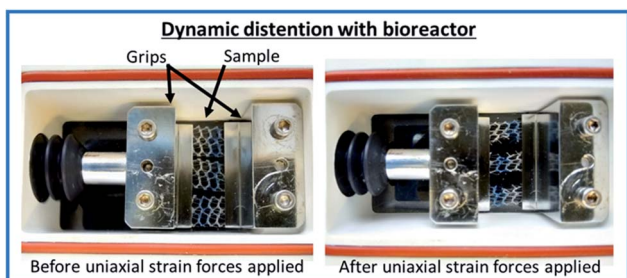 Dynamic distention with bioreactor
Grips
Sample
Before uniaxial strain forces applied
After uniaxial strain forces applied